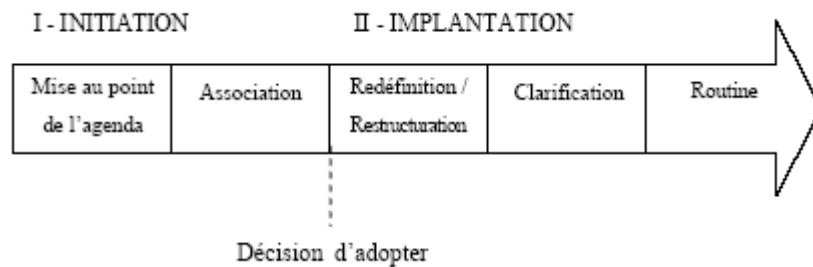 I - INITIATION
II - IMPLANTATION
Mise au point
de l'agenda
Association
Redéfinition /
Restructuration
Clarification
Routine
Décision d'adopter